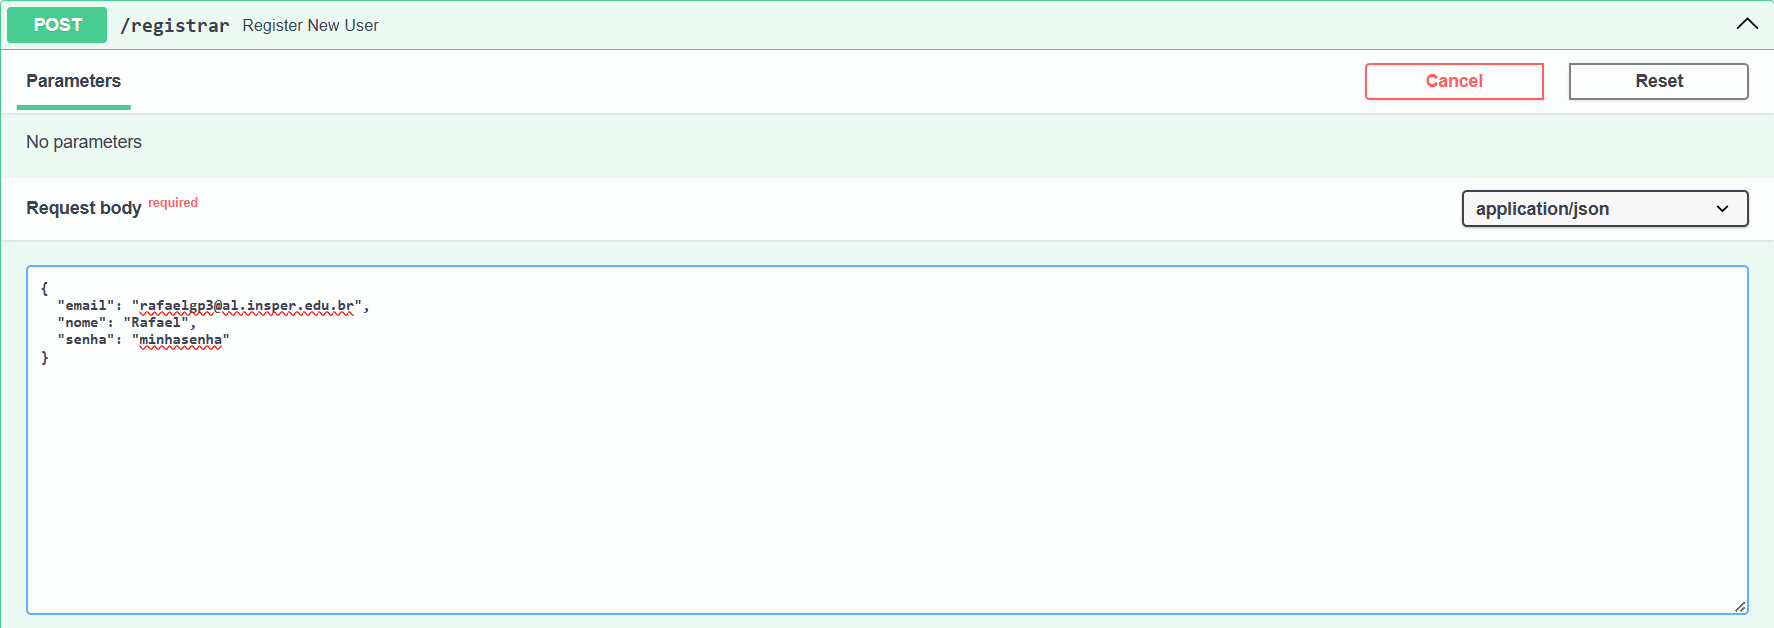 POST /registrar Register New User
Parameters
Cancel
Reset
No parameters
Request body required
application/json
{
  "email": "rafaelgp3@al.insper.edu.br",
  "nome": "Rafael",
  "senha": "minhasenha"
}